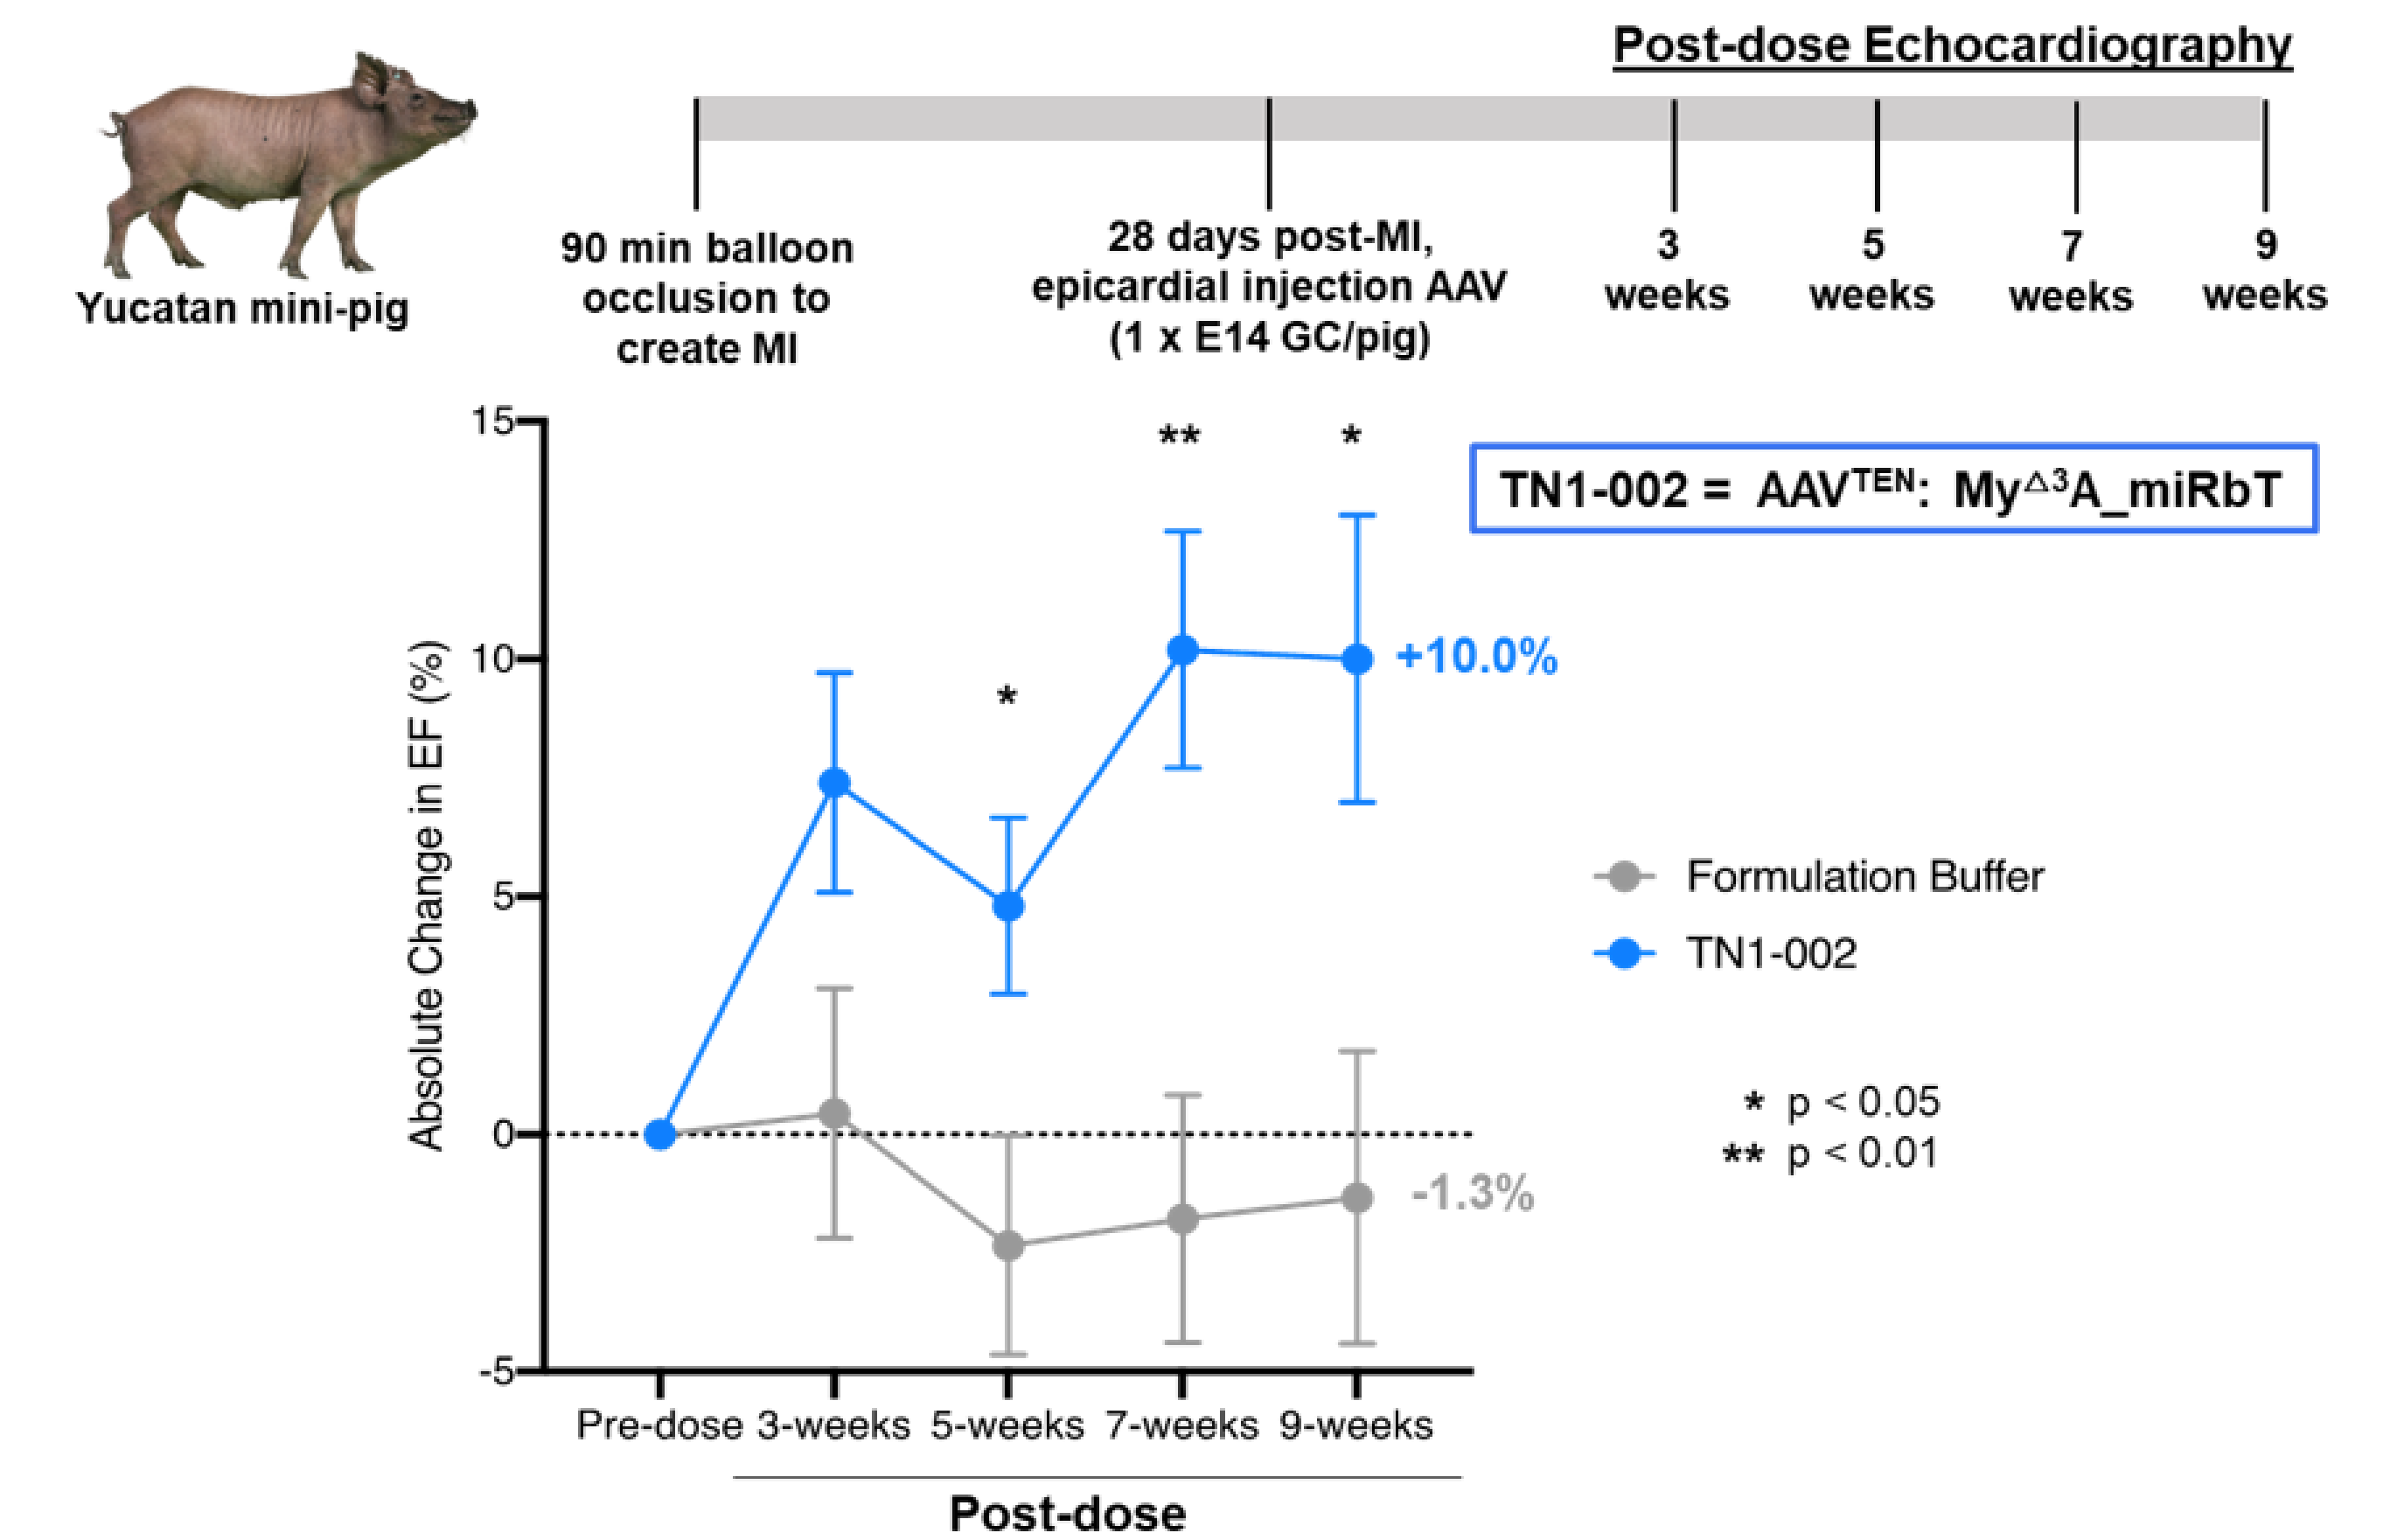 Post-dose Echocardiography
Yucatan mini-pig
90 min balloon
occlusion to
create MI
28 days post-MI,
epicardial injection AAV
(1 x E14 GC/pig)
3
weeks
5
weeks
7
weeks
9
weeks
Absolute Change in EF (%)
15
10
5
0
-5
*
**
*
+10.0%
-1.3%
TN1-002 = AAVᵀᴱᴺ: My△³A_miRbT
Formulation Buffer
TN1-002
* p < 0.05
** p < 0.01
Pre-dose 3-weeks 5-weeks 7-weeks 9-weeks
Post-dose